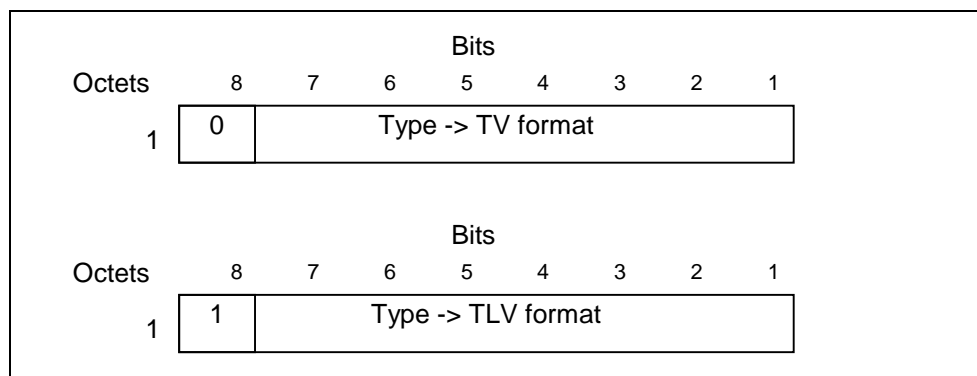 Bits
Octets 8 7 6 5 4 3 2 1
1 0 Type -> TV format
Bits
Octets 8 7 6 5 4 3 2 1
1 1 Type -> TLV format